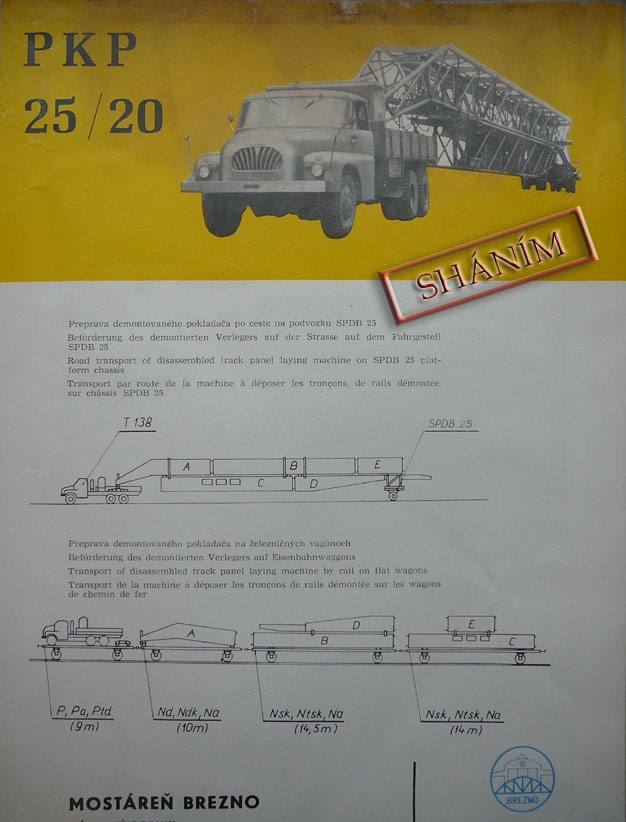 PKP
25/20
SHÁNÍM
Preprava demontovaného pokladača po ceste na podvozku SPDB 25
Beförderung des demontierten Verlegers auf der Strasse auf dem Fahrgestell
SPDB 25
Road transport of disassembled track panel laying machine on SPDB 25 plat-
form chassis
Transport par route de la machine à déposer les tronçons, de rails démontée,
sur châssis SPDB 25
T 138
SPDB 25
A
B
E
C
D
Preprava demontovaného pokladača na železničných vagónoch
Beförderung des demontierten Verlegers auf Eisenbahnwaggons
Transport of disassembled track panel laying machine by rail on flat wagons
Transport de la machine à déposer les tronçons de rails démontée sur les wagons
de chemin de fer
A
D
B
E
C
P, Pa, Ptd
(9m)
Nd, Ndk, Na
(10m)
Nsk, Ntsk, Na
(14,5m)
Nsk, Ntsk, Na
(14m)
MOSTÁREŇ BREZNO
BREZNO